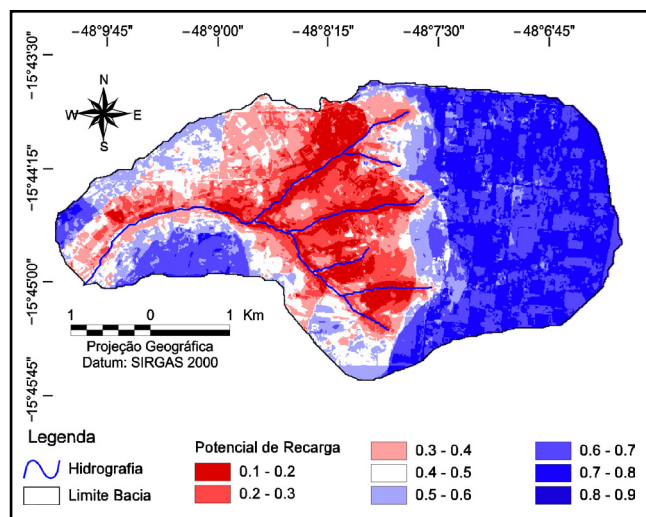 −48°9'45" −48°9'00" −48°8'15" −48°7'30" −48°6'45"
−15°43'30"
−15°44'15"
−15°45'00"
−15°45'45"
N
W E
S
1 0 1 Km
Projeção Geográfica
Datum: SIRGAS 2000
Legenda
Hidrografia
Limite Bacia
Potencial de Recarga
0.1 - 0.2
0.2 - 0.3
0.3 - 0.4
0.4 - 0.5
0.5 - 0.6
0.6 - 0.7
0.7 - 0.8
0.8 - 0.9